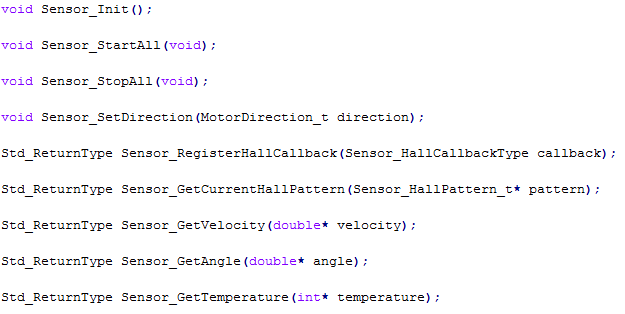 void Sensor_Init();
void Sensor_StartAll(void);
void Sensor_StopAll(void);
void Sensor_SetDirection(MotorDirection_t direction);
Std_ReturnType Sensor_RegisterHallCallback(Sensor_HallCallbackType callback);
Std_ReturnType Sensor_GetCurrentHallPattern(Sensor_HallPattern_t* pattern);
Std_ReturnType Sensor_GetVelocity(double* velocity);
Std_ReturnType Sensor_GetAngle(double* angle);
Std_ReturnType Sensor_GetTemperature(int* temperature);